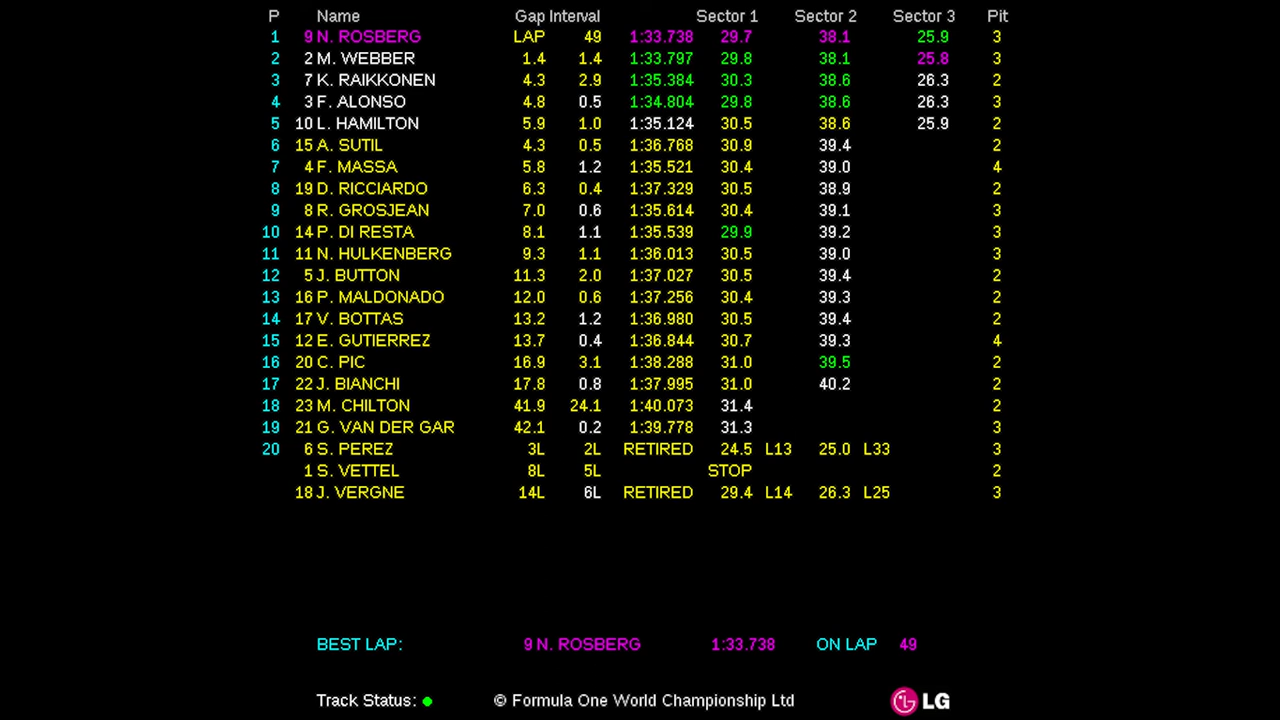 P Name Gap Interval Sector 1 Sector 2 Sector 3 Pit
1 9 N. ROSBERG LAP 49 1:33.738 29.7 38.1 25.9 3
2 2 M. WEBBER 1.4 1.4 1:33.797 29.8 38.1 25.8 3
3 7 K. RAIKKONEN 4.3 2.9 1:35.384 30.3 38.6 26.3 2
4 3 F. ALONSO 4.8 0.5 1:34.804 29.8 38.6 26.3 3
5 10 L. HAMILTON 5.9 1.0 1:35.124 30.5 38.6 25.9 2
6 15 A. SUTIL 4.3 0.5 1:36.768 30.9 39.4 2
7 4 F. MASSA 5.8 1.2 1:35.521 30.4 39.0 4
8 19 D. RICCIARDO 6.3 0.4 1:37.329 30.5 38.9 2
9 8 R. GROSJEAN 7.0 0.6 1:35.614 30.4 39.1 3
10 14 P. DI RESTA 8.1 1.1 1:35.539 29.9 39.2 3
11 11 N. HULKENBERG 9.3 1.1 1:36.013 30.5 39.0 3
12 5 J. BUTTON 11.3 2.0 1:37.027 30.5 39.4 2
13 16 P. MALDONADO 12.0 0.6 1:37.256 30.4 39.3 2
14 17 V. BOTTAS 13.2 1.2 1:36.980 30.5 39.4 2
15 12 E. GUTIERREZ 13.7 0.4 1:36.844 30.7 39.3 4
16 20 C. PIC 16.9 3.1 1:38.288 31.0 39.5 2
17 22 J. BIANCHI 17.8 0.8 1:37.995 31.0 40.2 2
18 23 M. CHILTON 41.9 24.1 1:40.073 31.4 2
19 21 G. VAN DER GAR 42.1 0.2 1:39.778 31.3 3
20 6 S. PEREZ 3L 2L RETIRED 24.5 L13 25.0 L33 3
1 S. VETTEL 8L 5L STOP 2
18 J. VERGNE 14L 6L RETIRED 29.4 L14 26.3 L25 3
BEST LAP: 9 N. ROSBERG 1:33.738 ON LAP 49
Track Status: © Formula One World Championship Ltd LG